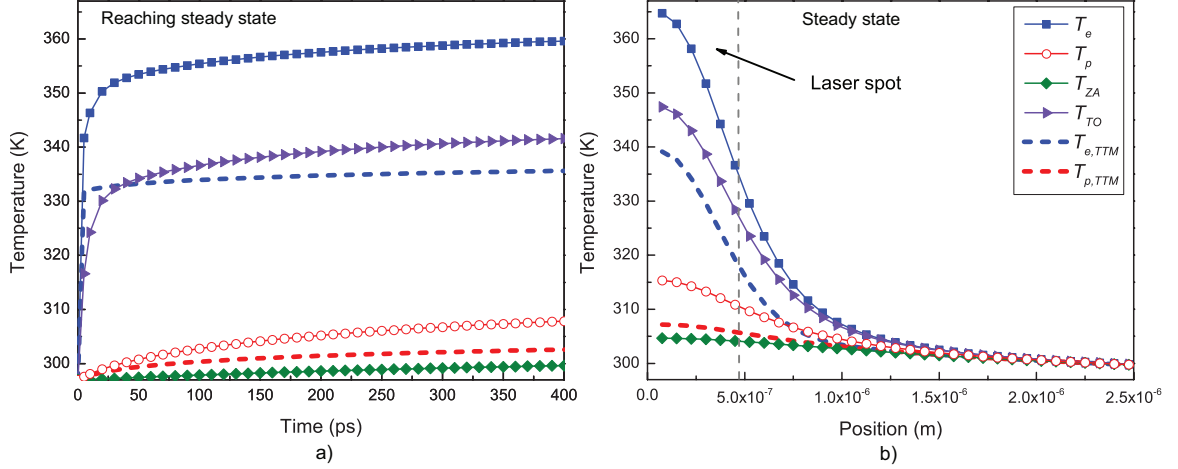 Reaching steady state
Temperature (K)
360
350
340
330
320
310
300
0 50 100 150 200 250 300 350 400
Time (ps)
a)
Steady state
Laser spot
Temperature (K)
360
350
340
330
320
310
300
0.0 5.0x10⁻⁷ 1.0x10⁻⁶ 1.5x10⁻⁶ 2.0x10⁻⁶ 2.5x10⁻⁶
Position (m)
b)
T_e
T_p
T_ZA
T_TO
T_e,TTM
T_p,TTM